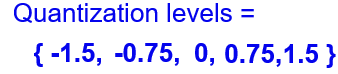 Quantization levels =
{ -1.5, -0.75, 0, 0.75,1.5 }